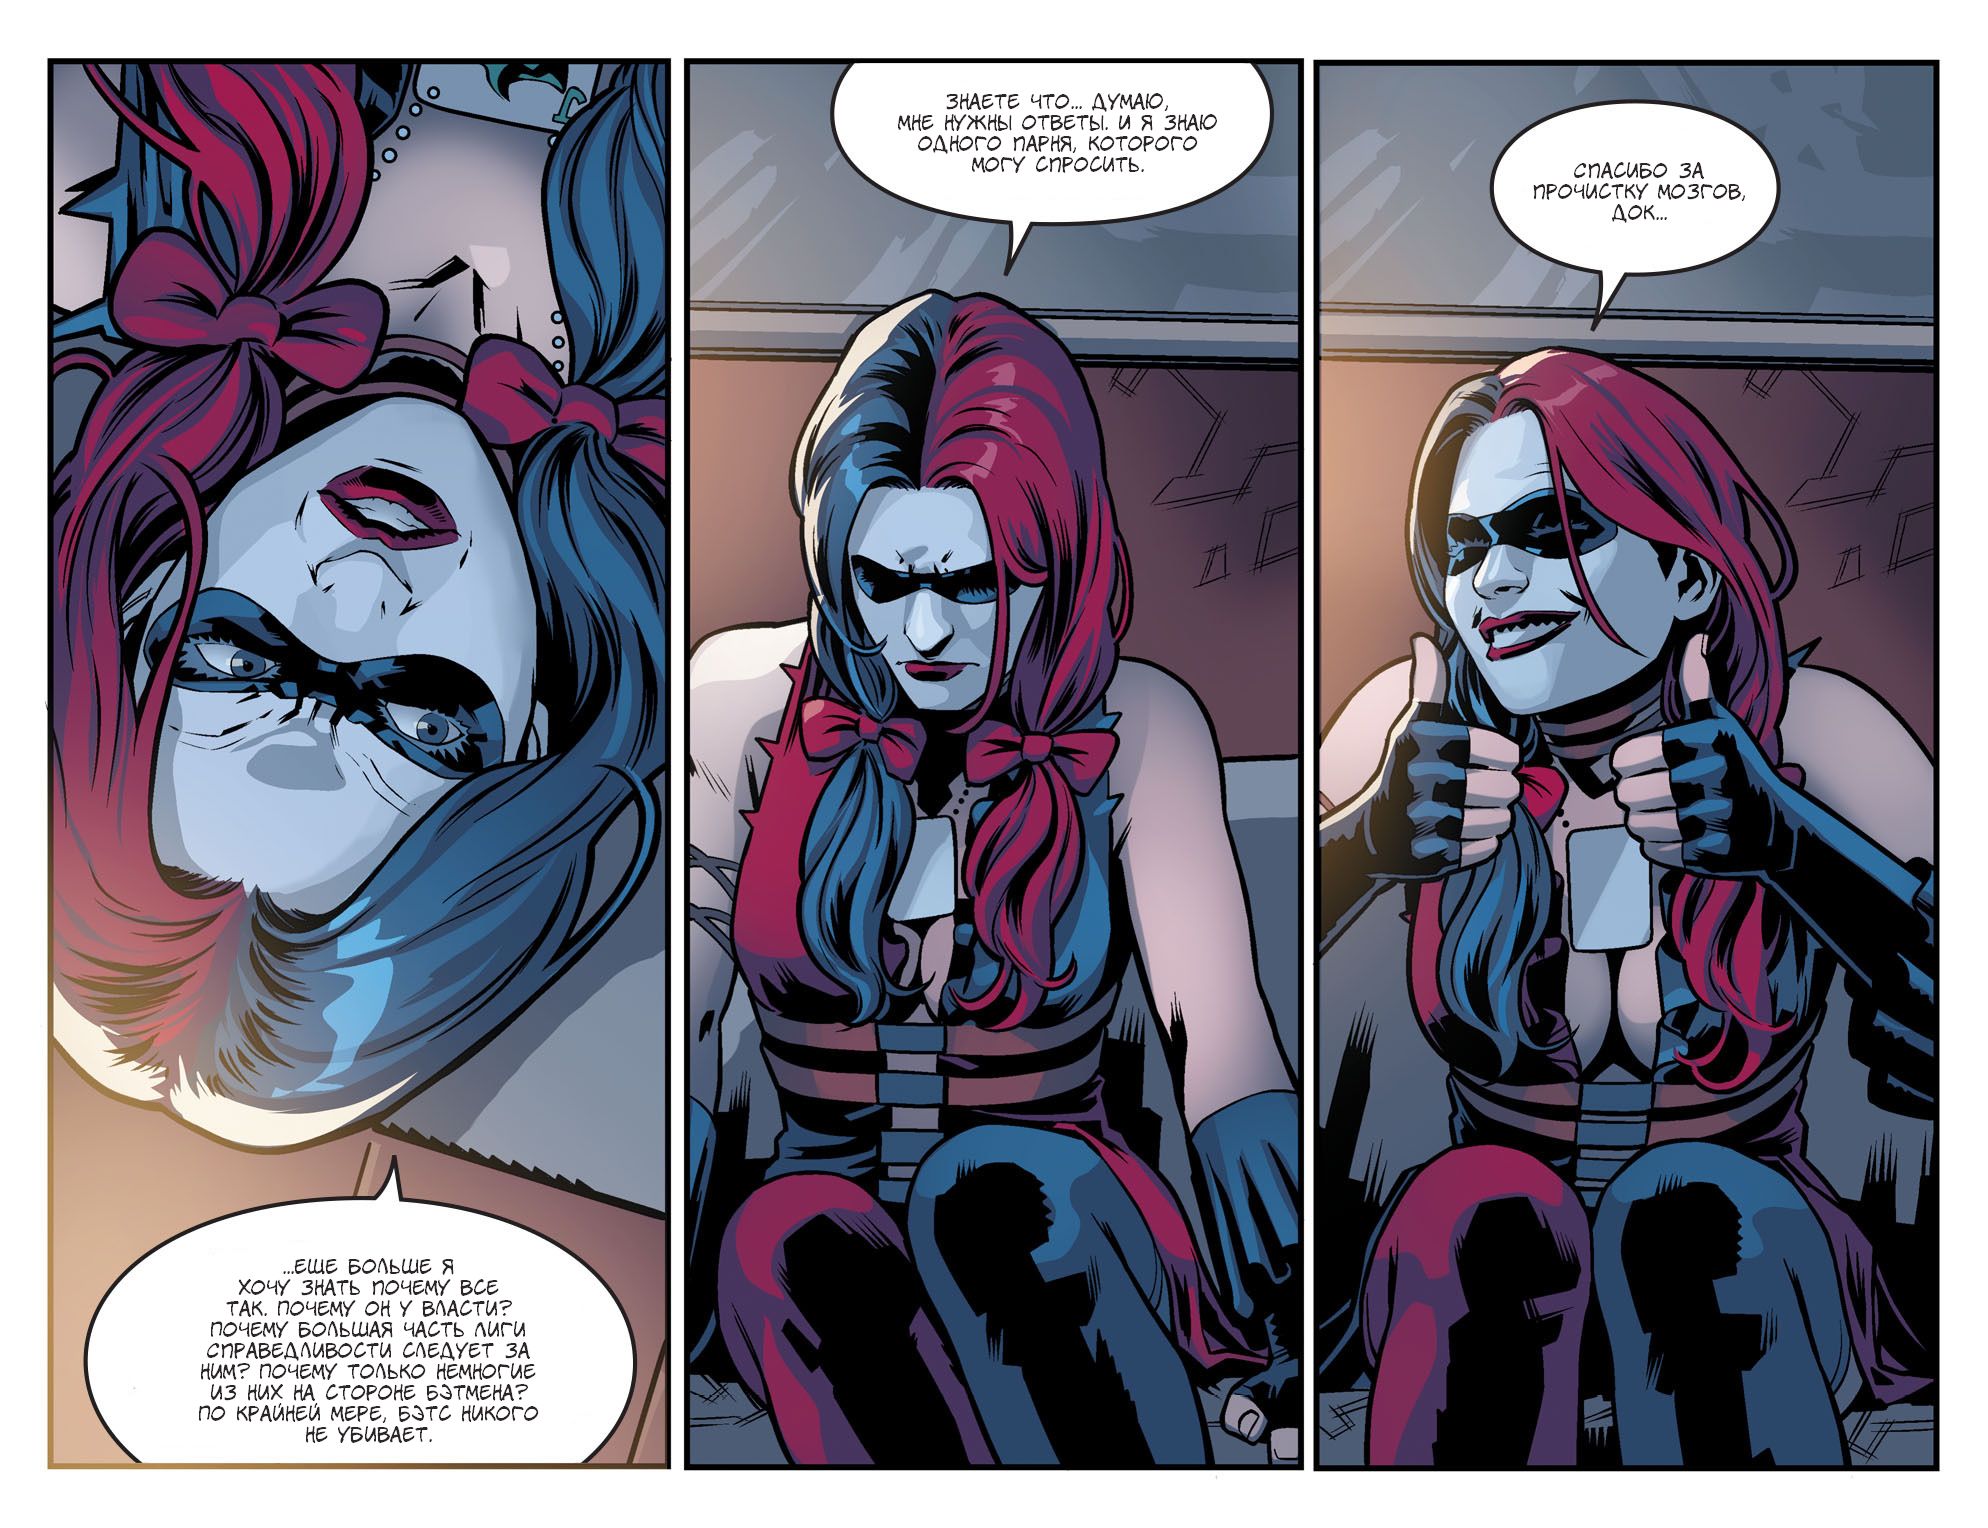 ...ЕЩЕ БОЛЬШЕ Я
ХОЧУ ЗНАТЬ ПОЧЕМУ ВСЕ
ТАК. ПОЧЕМУ ОН У ВЛАСТИ?
ПОЧЕМУ БОЛЬШАЯ ЧАСТЬ ЛИГИ
СПРАВЕДЛИВОСТИ СЛЕДУЕТ ЗА
НИМ? ПОЧЕМУ ТОЛЬКО НЕМНОГИЕ
ИЗ НИХ НА СТОРОНЕ БЭТМЕНА?
ПО КРАЙНЕЙ МЕРЕ, БЭТС НИКОГО
НЕ УБИВАЕТ.
ЗНАЕТЕ ЧТО... ДУМАЮ,
МНЕ НУЖНЫ ОТВЕТЫ. И Я ЗНАЮ
ОДНОГО ПАРНЯ, КОТОРОГО
МОГУ СПРОСИТЬ.
СПАСИБО ЗА
ПРОЧИСТКУ МОЗГОВ,
ДОК...